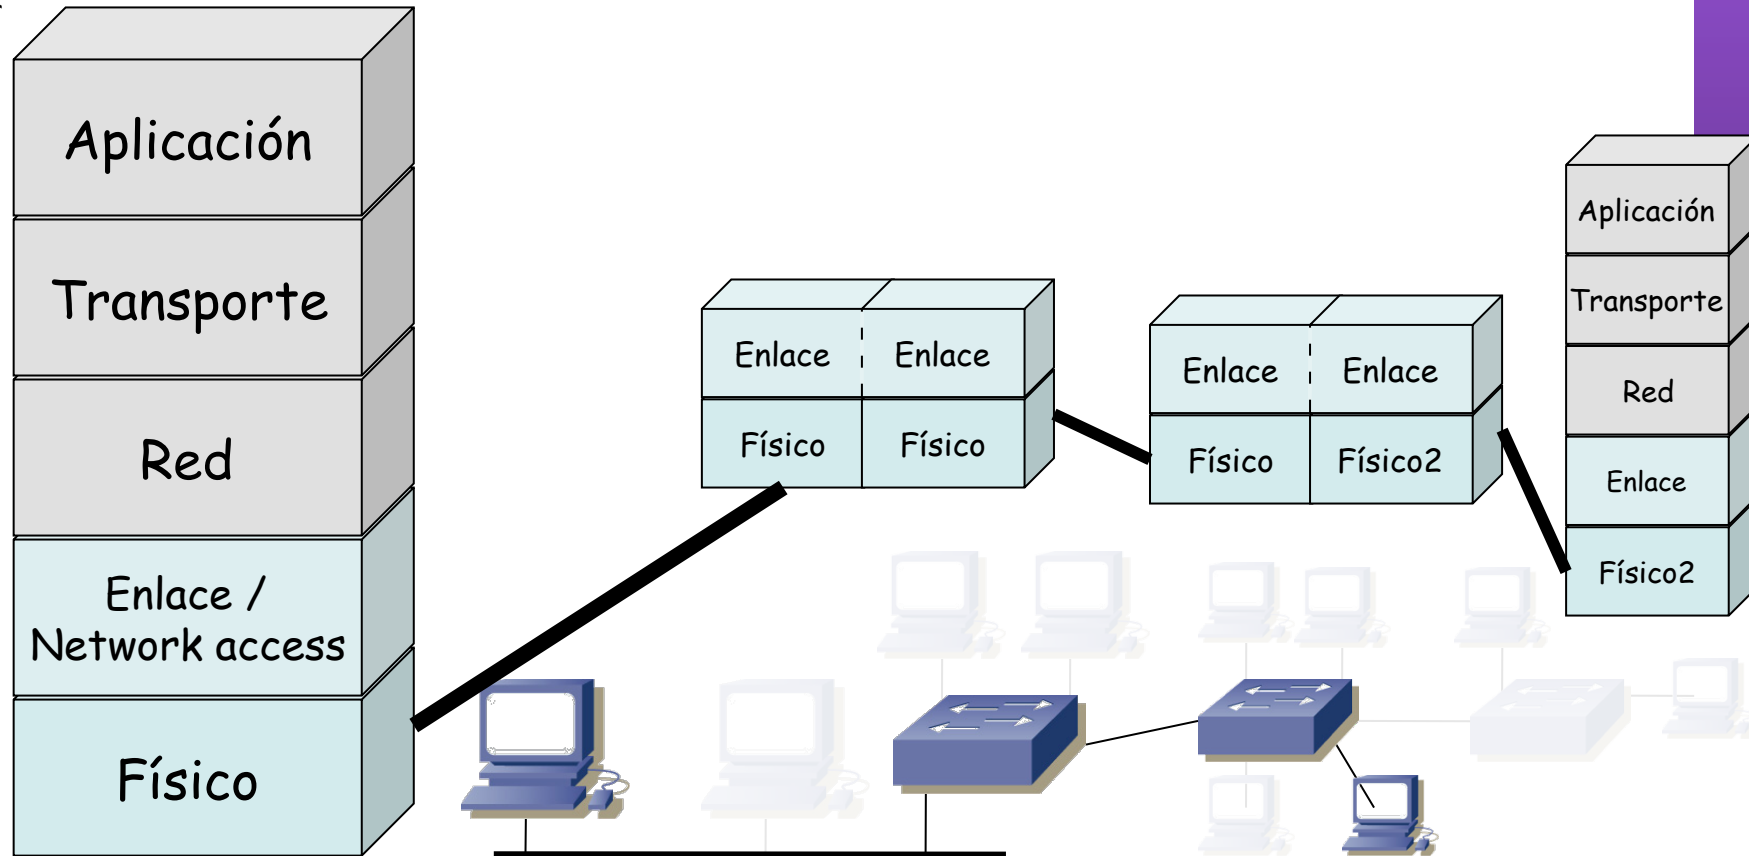 Aplicación
Transporte
Red
Enlace /
Network access
Físico
Enlace Enlace
Físico Físico
Enlace Enlace
Físico Físico2
Aplicación
Transporte
Red
Enlace
Físico2